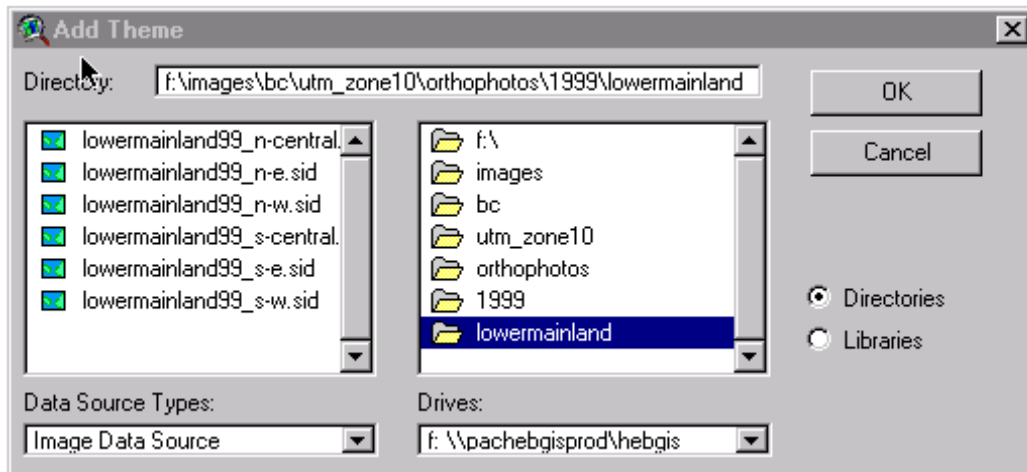 Add Theme
Directory:
f:\images\bc\utm_zone10\orthophotos\1999\lowermainland
OK
Cancel
lowermainland99_n-central.
lowermainland99_n-e.sid
lowermainland99_n-w.sid
lowermainland99_s-central.
lowermainland99_s-e.sid
lowermainland99_s-w.sid
f:\
images
bc
utm_zone10
orthophotos
1999
lowermainland
Directories
Libraries
Data Source Types:
Image Data Source
Drives:
f: \\pachebgisprod\hebgis